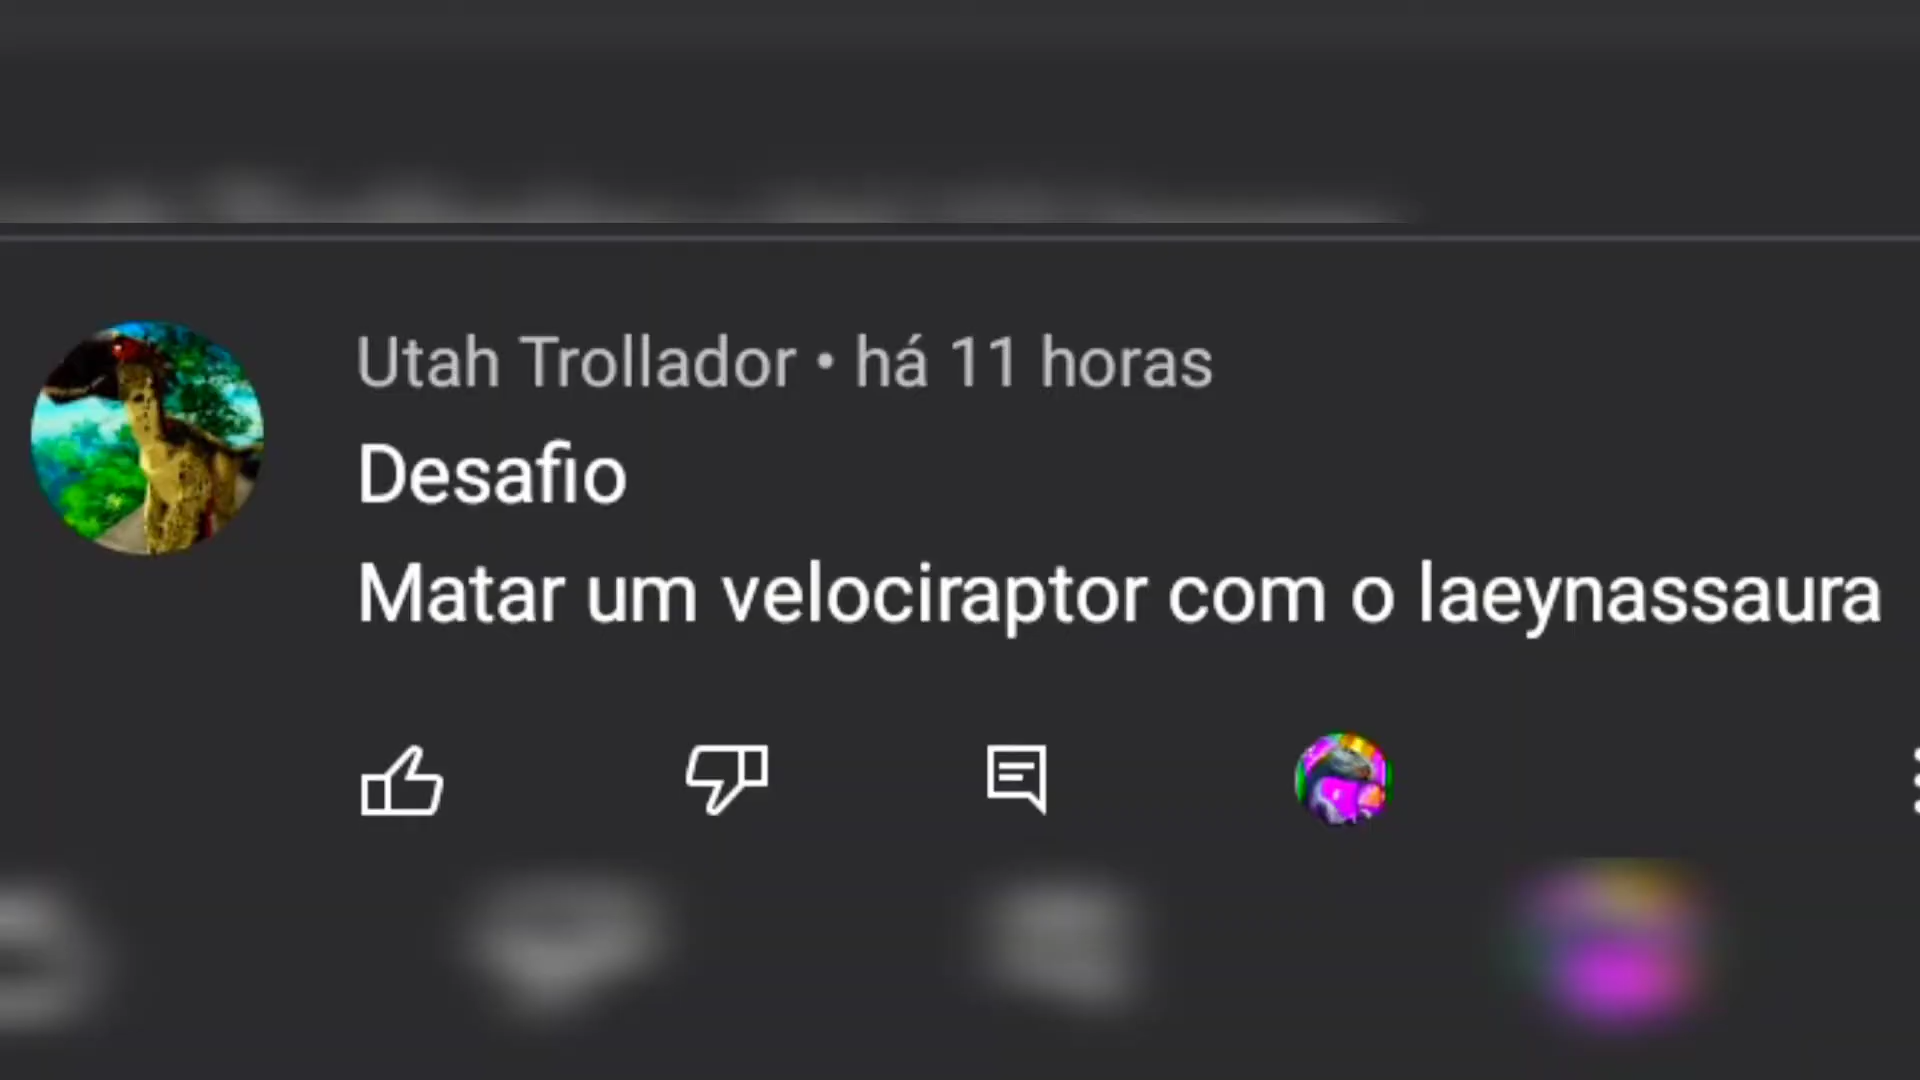 Utah Trollador • há 11 horas
Desafio
Matar um velociraptor com o laeynassaura